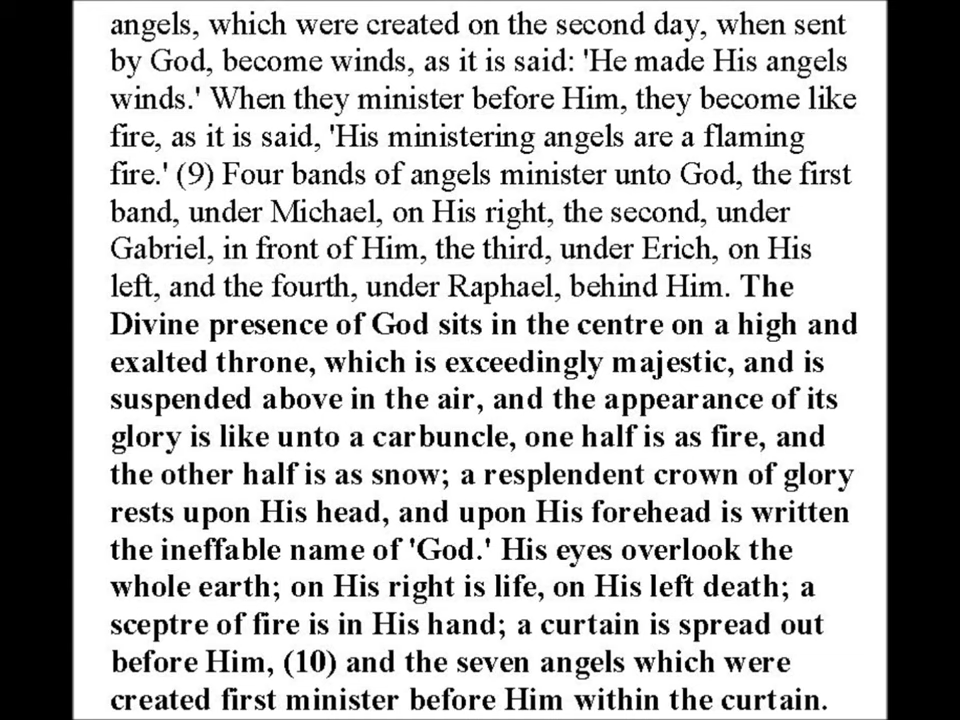 angels, which were created on the second day, when sent
by God, become winds, as it is said: 'He made His angels
winds.' When they minister before Him, they become like
fire, as it is said, 'His ministering angels are a flaming
fire.' (9) Four bands of angels minister unto God, the first
band, under Michael, on His right, the second, under
Gabriel, in front of Him, the third, under Erich, on His
left, and the fourth, under Raphael, behind Him. The
Divine presence of God sits in the centre on a high and
exalted throne, which is exceedingly majestic, and is
suspended above in the air, and the appearance of its
glory is like unto a carbuncle, one half is as fire, and
the other half is as snow; a resplendent crown of glory
rests upon His head, and upon His forehead is written
the ineffable name of 'God.' His eyes overlook the
whole earth; on His right is life, on His left death; a
sceptre of fire is in His hand; a curtain is spread out
before Him, (10) and the seven angels which were
created first minister before Him within the curtain.